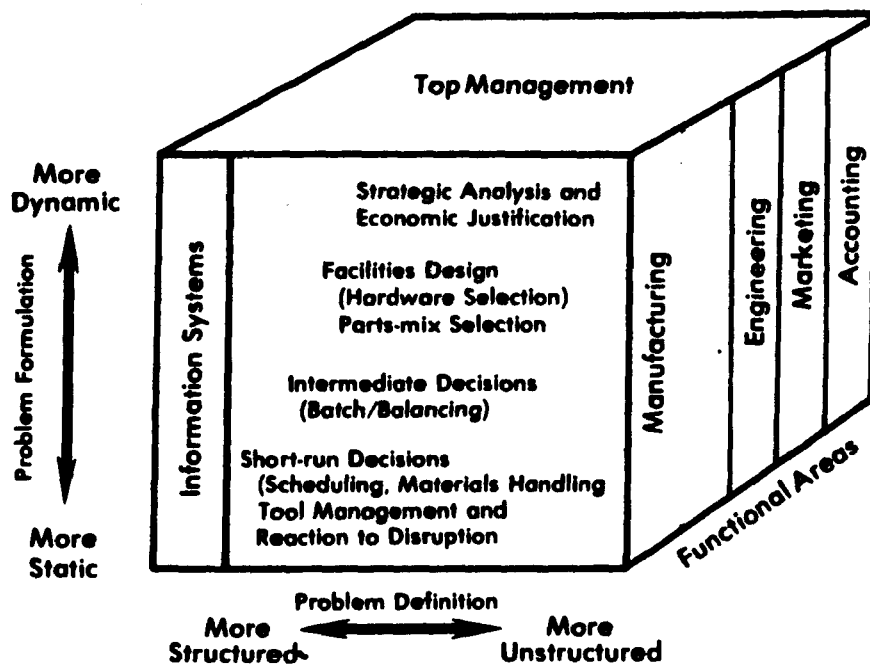 Top Management
More
Dynamic
Problem Formulation
More
Static
Information Systems
Strategic Analysis and
Economic Justification
Facilities Design
(Hardware Selection)
Parts-mix Selection
Intermediate Decisions
(Batch/Balancing)
Short-run Decisions
(Scheduling, Materials Handling
Tool Management and
Reaction to Disruption
Manufacturing
Engineering
Marketing
Accounting
Functional Areas
Problem Definition
More
Structured
More
Unstructured